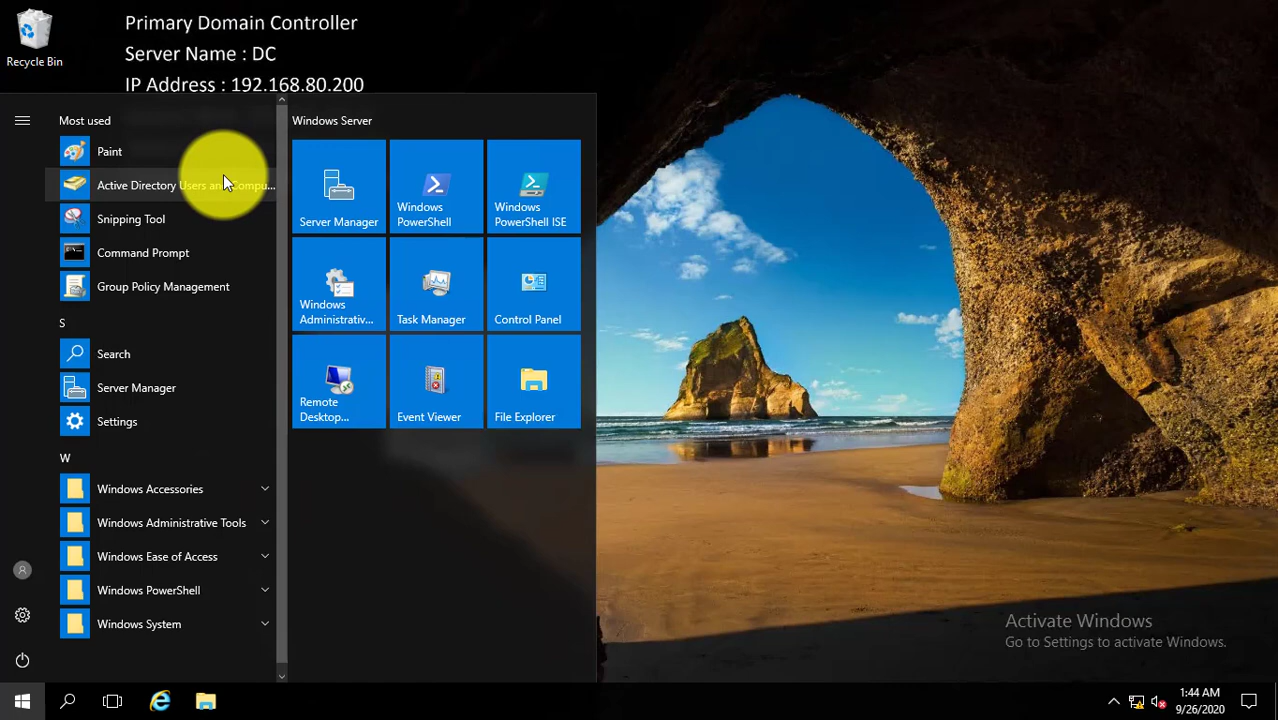 Primary Domain Controller
Server Name : DC
IP Address : 192.168.80.200
Recycle Bin
Most used
Paint
Active Directory Users and Compu...
Snipping Tool
Command Prompt
Group Policy Management
S
Search
Server Manager
Settings
W
Windows Accessories
Windows Administrative Tools
Windows Ease of Access
Windows PowerShell
Windows System
Windows Server
Server Manager
Windows
PowerShell
Windows
PowerShell ISE
Windows
Administrativ...
Task Manager
Control Panel
Remote
Desktop...
Event Viewer
File Explorer
Activate Windows
Go to Settings to activate Windows.
1:44 AM
9/26/2020